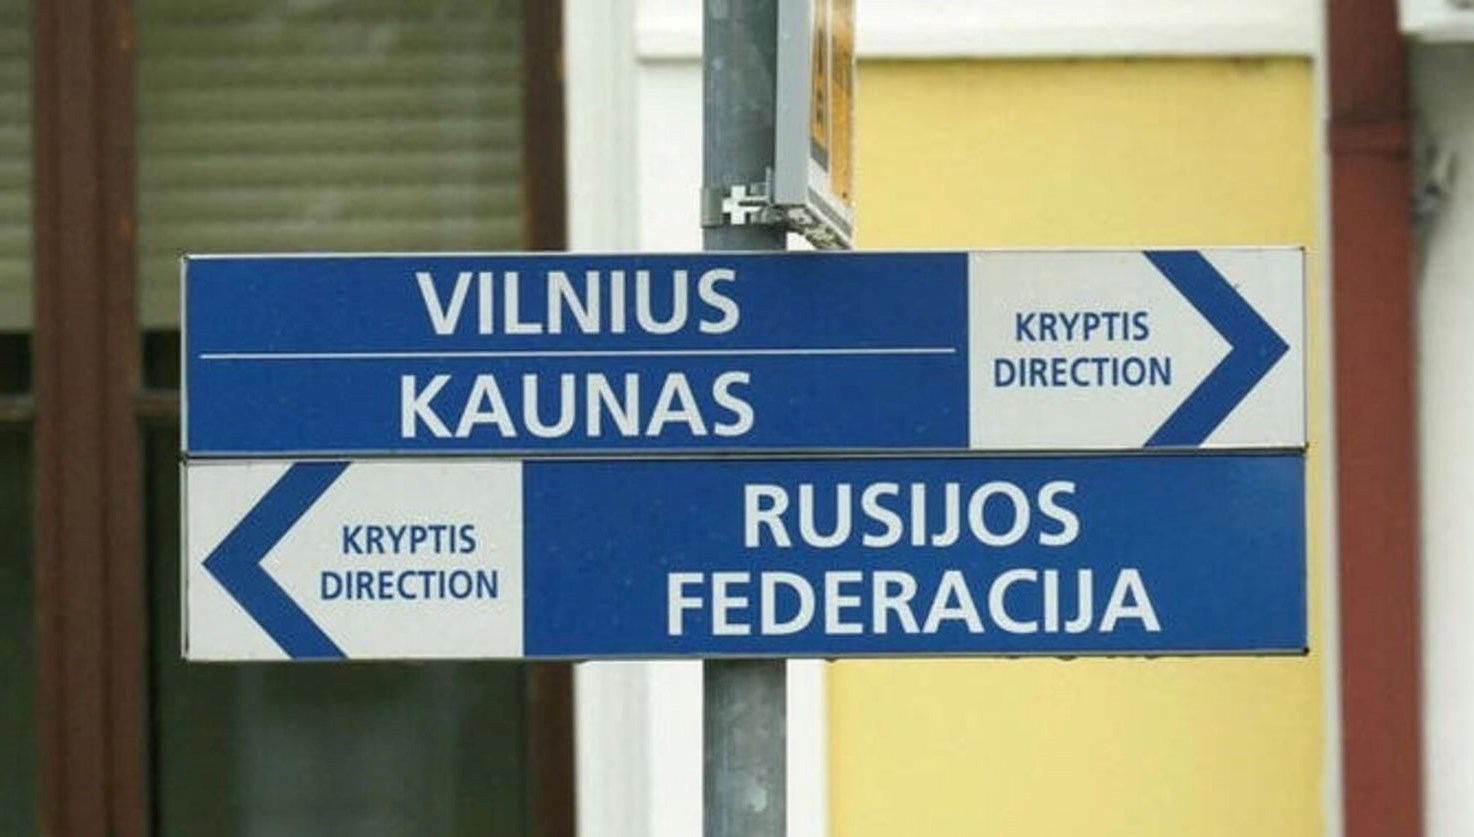 VILNIUS
KAUNAS
KRYPTIS
DIRECTION
KRYPTIS
DIRECTION
RUSIJOS
FEDERACIJA